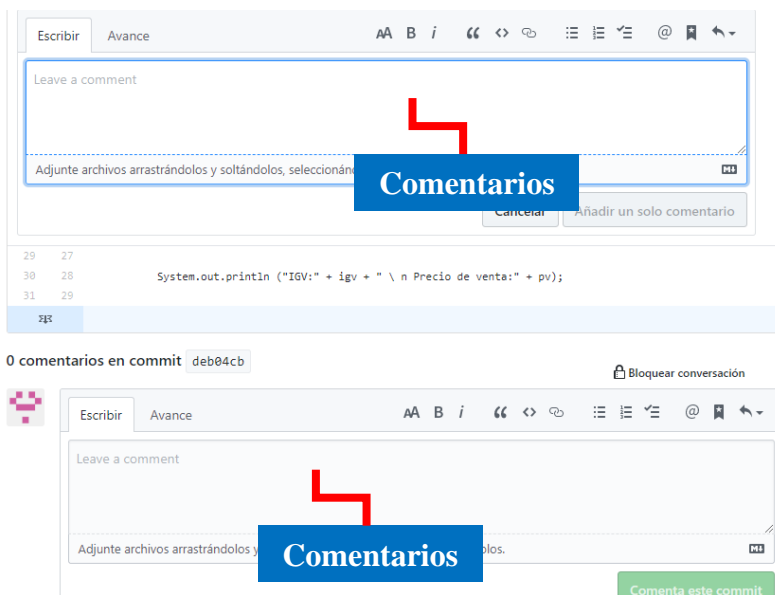 Escribir Avance AA B i
Leave a comment
Adjunte archivos arrastrándolos y soltándolos,
Comentarios
Cancelar Añadir un solo comentario
29 27
30 28 System.out.println ("IGV:" + igv + " \ n Precio de venta:" + pv);
31 29
0 comentarios en commit deb04cb
Bloquear conversación
Escribir Avance AA B i
Leave a comment
Adjunte archivos arrastrándolos
Comentarios
Comenta este commit